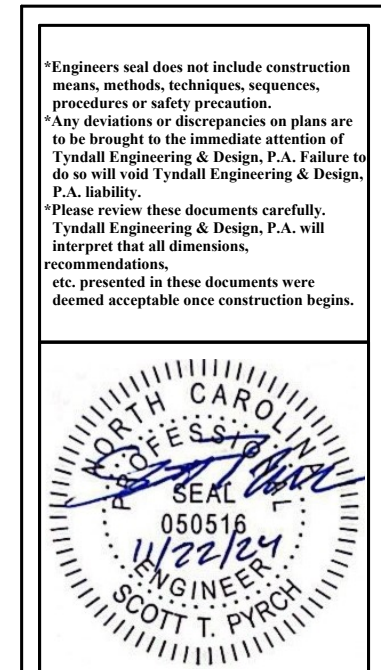 *Engineers seal does not include construction
means, methods, techniques, sequences,
procedures or safety precaution.
*Any deviations or discrepancies on plans are
to be brought to the immediate attention of
Tyndall Engineering & Design, P.A. Failure to
do so will void Tyndall Engineering & Design,
P.A. liability.
*Please review these documents carefully.
Tyndall Engineering & Design, P.A. will
interpret that all dimensions,
recommendations,
etc. presented in these documents were
deemed acceptable once construction begins.
NORTH CAROLINA
PROFESSIONAL
SEAL
050516
11/22/24
ENGINEER
SCOTT T. PYRCH